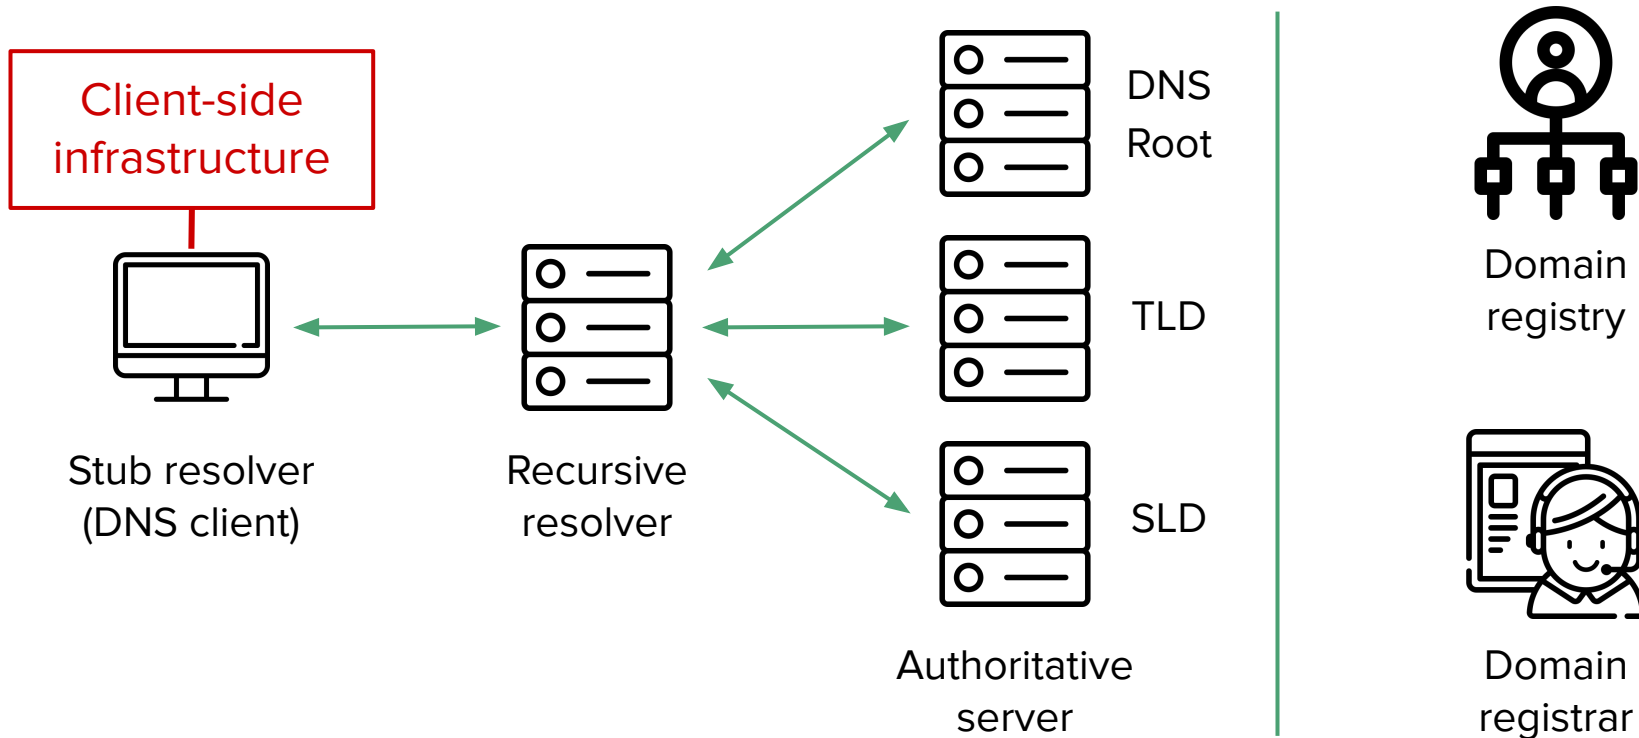 Client-side
infrastructure
Stub resolver
(DNS client)
Recursive
resolver
DNS
Root
TLD
SLD
Authoritative
server
Domain
registry
Domain
registrar